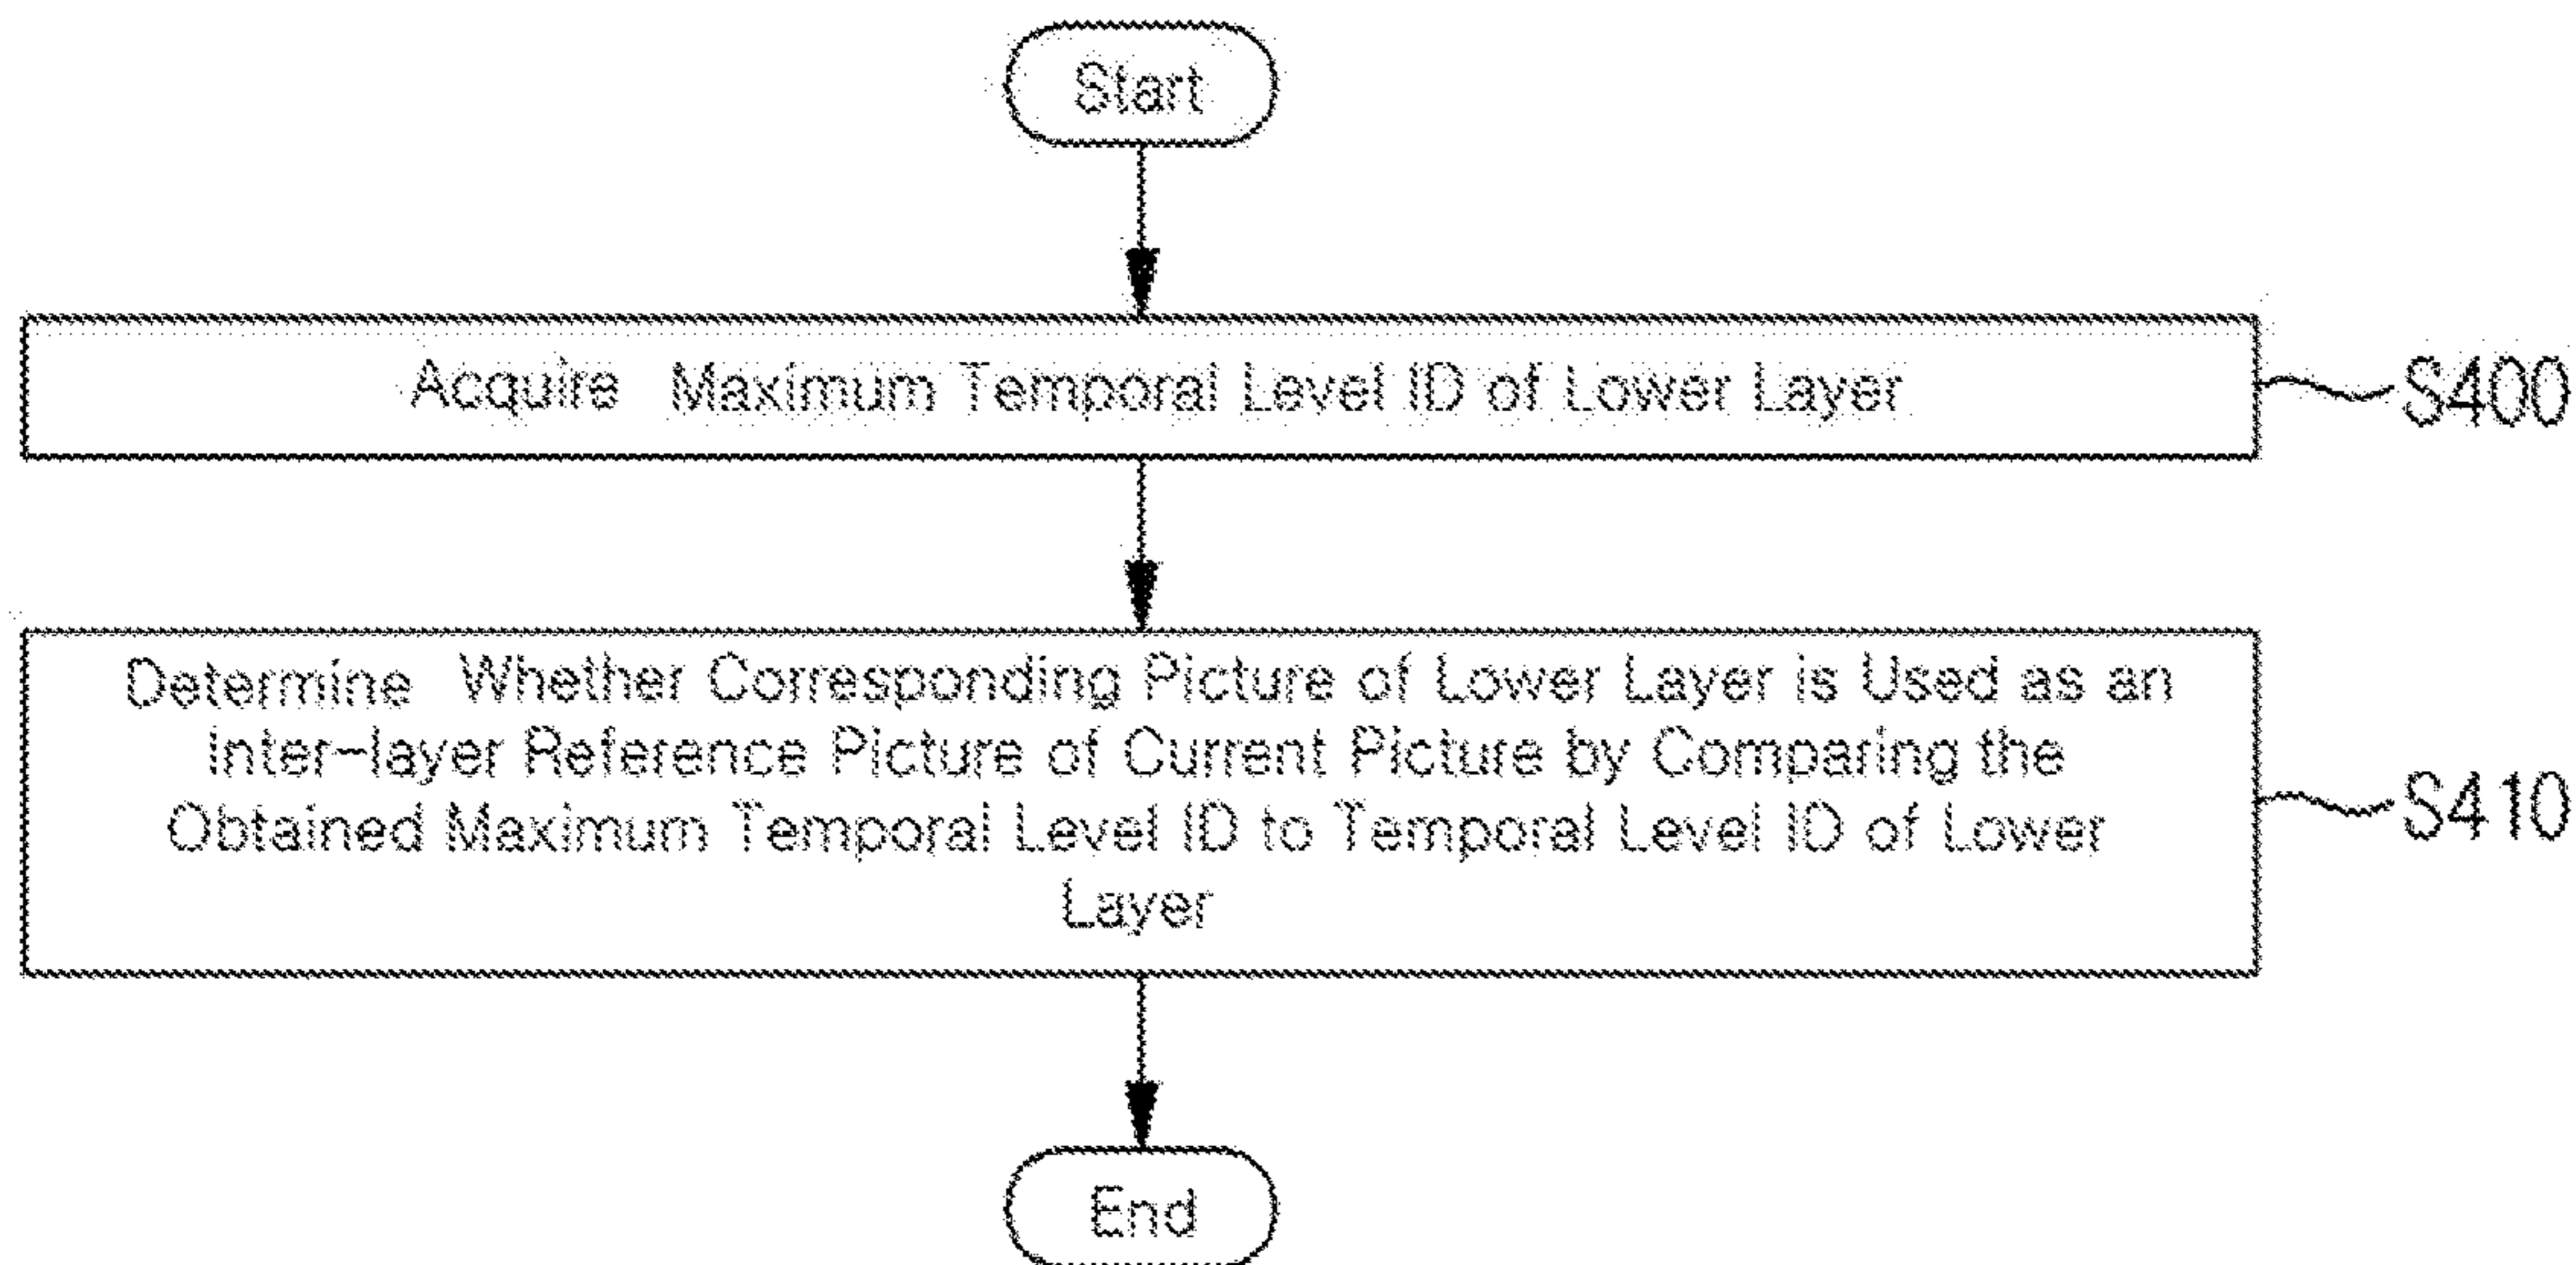 Start
Acquire Maximum Temporal Level ID of Lower Layer
S400
Determine Whether Corresponding Picture of Lower Layer is Used as an
Inter-layer Reference Picture of Current Picture by Comparing the
Obtained Maximum Temporal Level ID to Temporal Level ID of Lower
Layer
S410
End